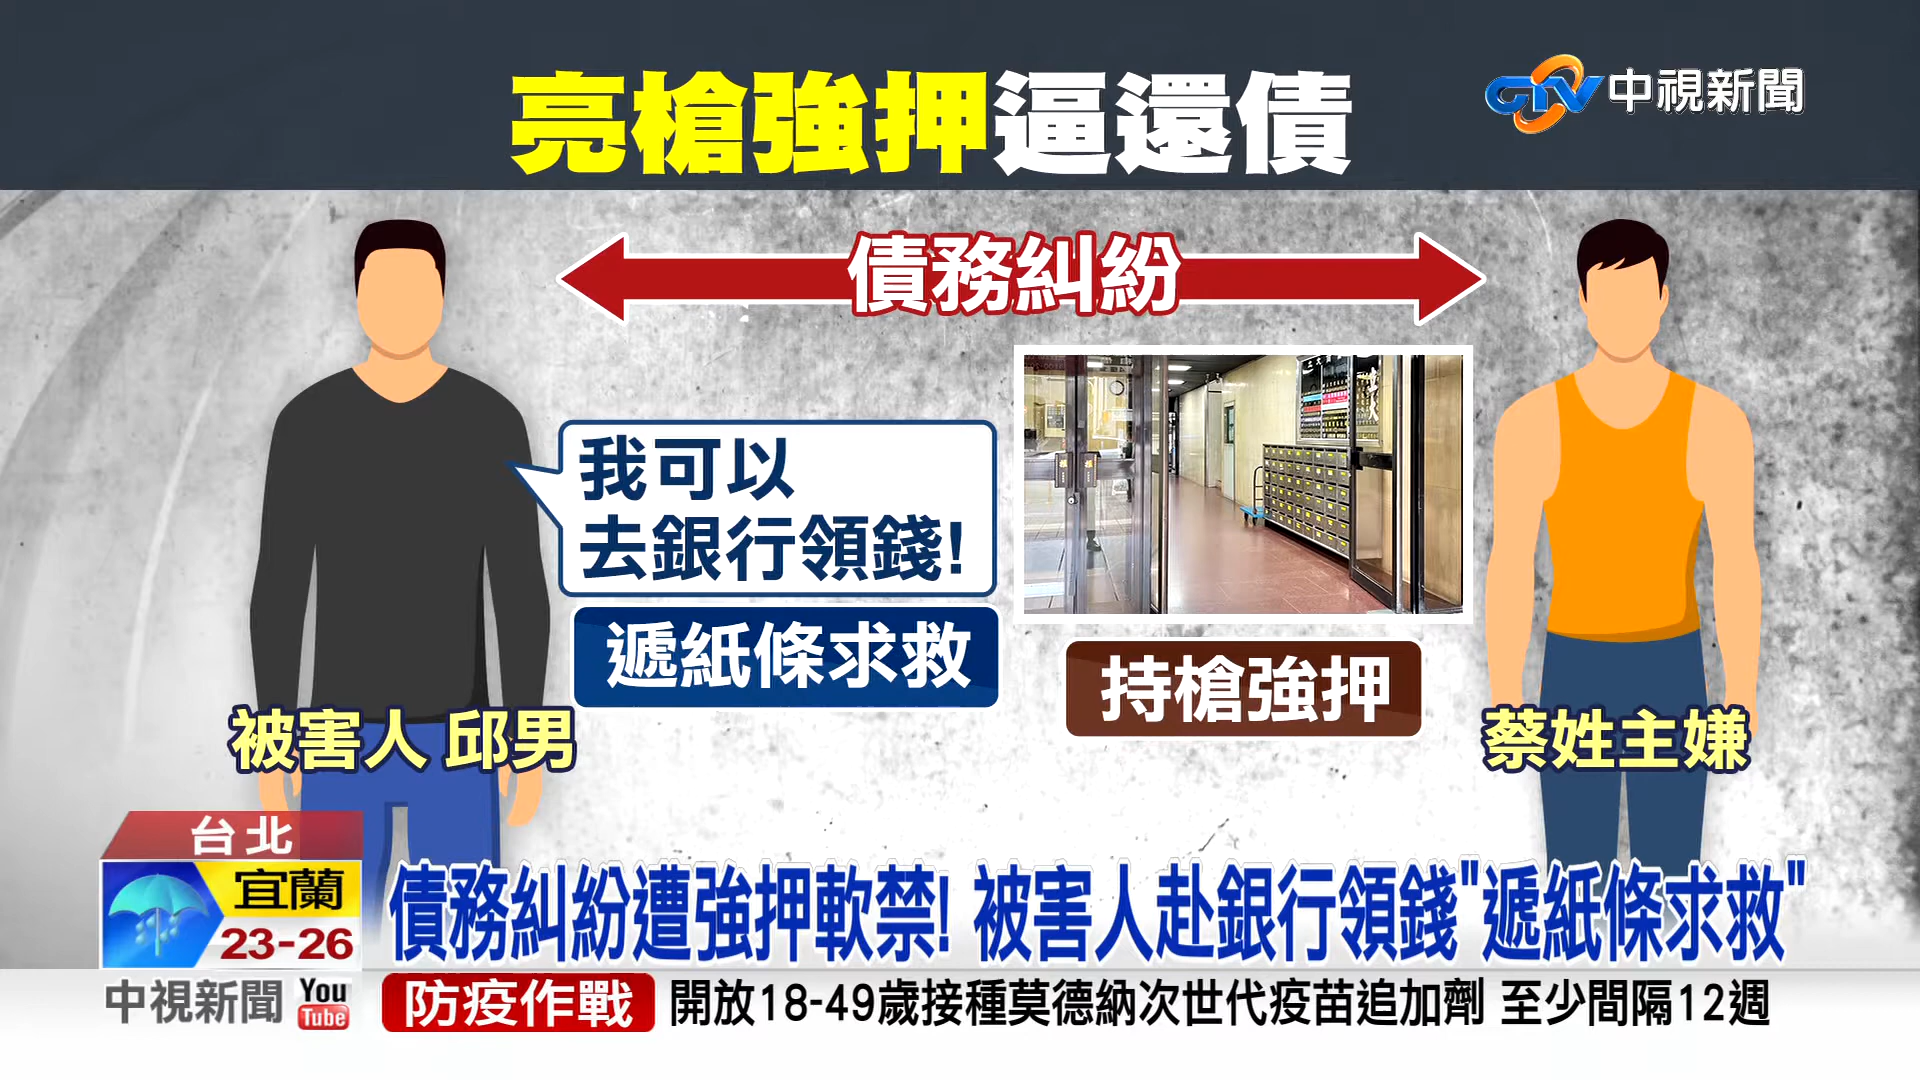 亮槍強押逼還債
CTV中視新聞
債務糾紛
我可以
去銀行領錢!
遞紙條求救
持槍強押
被害人 邱男
蔡姓主嫌
台北
宜蘭
23-26
債務糾紛遭強押軟禁! 被害人赴銀行領錢"遞紙條求救"
中視新聞 You Tube
防疫作戰 開放18-49歲接種莫德納次世代疫苗追加劑 至少間隔12週